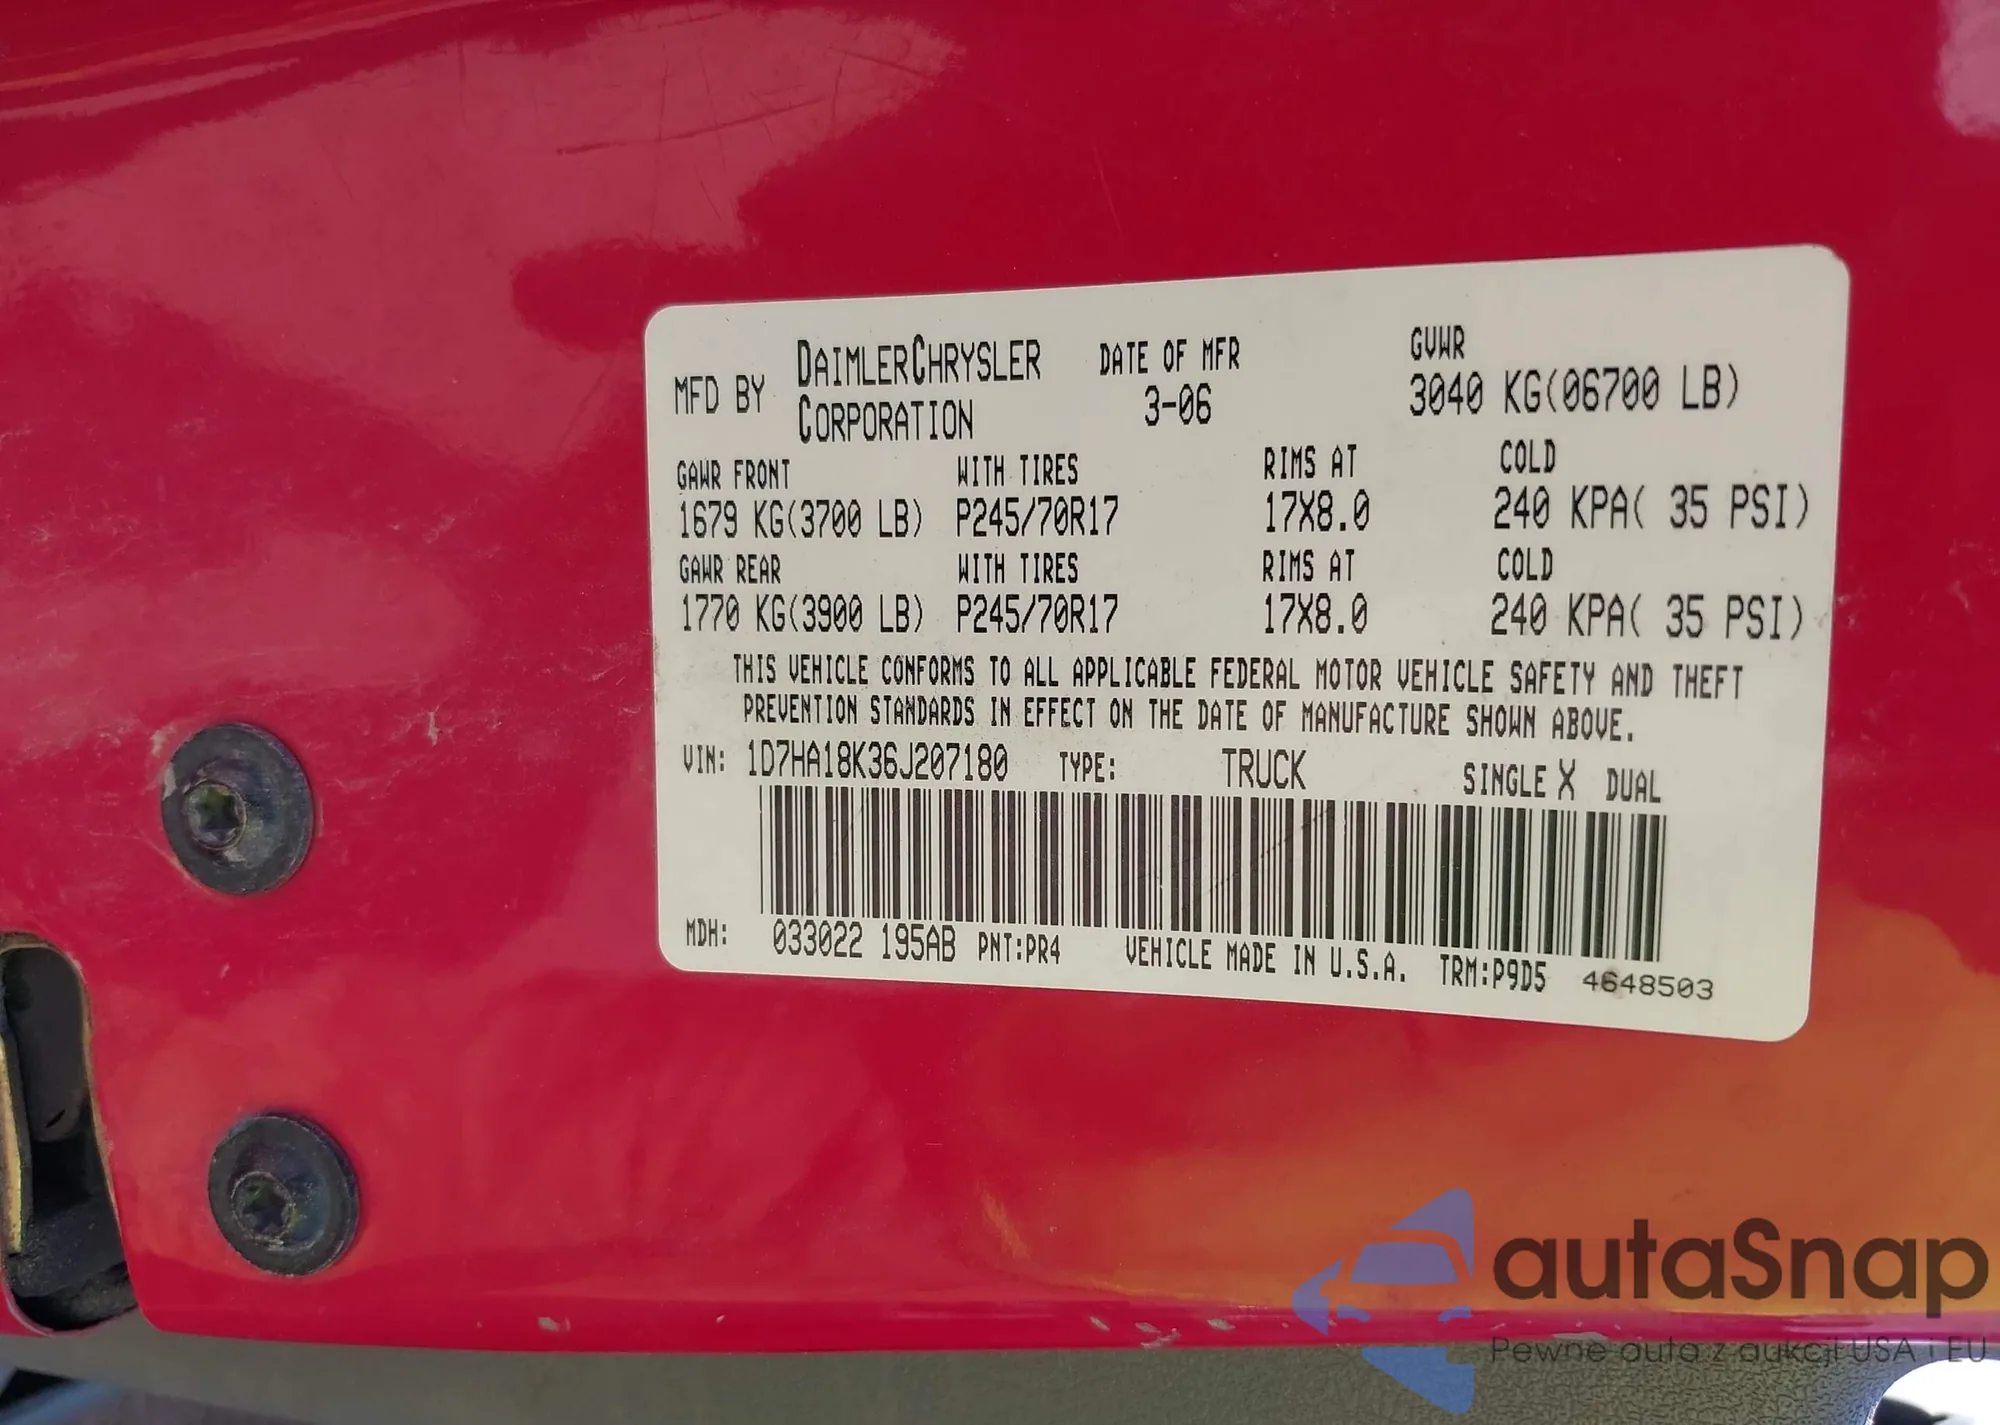 MFD BY DAIMLERCHRYSLER CORPORATION DATE OF MFR 3-06 GVWR 3040 KG(06700 LB)
GAWR FRONT WITH TIRES RIMS AT COLD
1679 KG(3700 LB) P245/70R17 17X8.0 240 KPA( 35 PSI)
GAWR REAR WITH TIRES RIMS AT COLD
1770 KG(3900 LB) P245/70R17 17X8.0 240 KPA( 35 PSI)
THIS VEHICLE CONFORMS TO ALL APPLICABLE FEDERAL MOTOR VEHICLE SAFETY AND THEFT
PREVENTION STANDARDS IN EFFECT ON THE DATE OF MANUFACTURE SHOWN ABOVE.
VIN: 1D7HA18K36J207180 TYPE: TRUCK SINGLE X DUAL
MDH: 033022 195AB PNT:PR4 VEHICLE MADE IN U.S.A. TRM:P9D5 4648503
autaSnap
Pewne auta z aukcji USA i EU